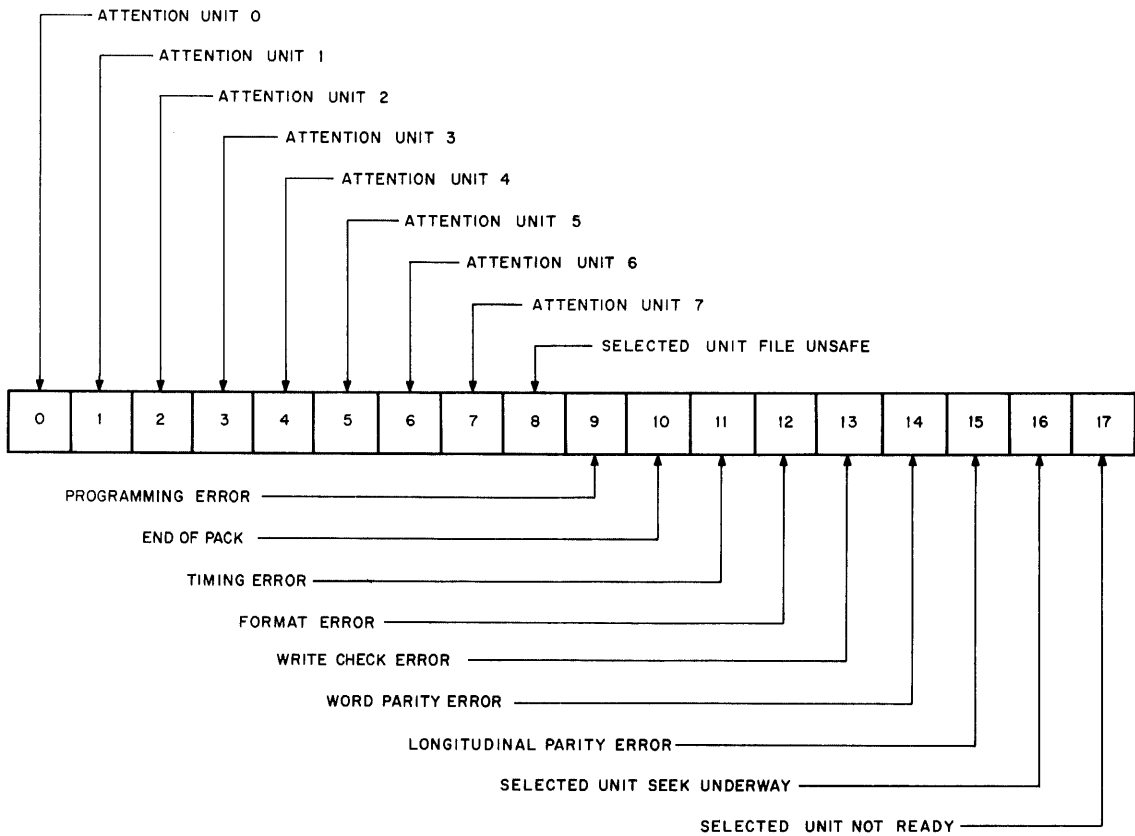 ATTENTION UNIT 0
ATTENTION UNIT 1
ATTENTION UNIT 2
ATTENTION UNIT 3
ATTENTION UNIT 4
ATTENTION UNIT 5
ATTENTION UNIT 6
ATTENTION UNIT 7
SELECTED UNIT FILE UNSAFE
0 1 2 3 4 5 6 7 8 9 10 11 12 13 14 15 16 17
PROGRAMMING ERROR
END OF PACK
TIMING ERROR
FORMAT ERROR
WRITE CHECK ERROR
WORD PARITY ERROR
LONGITUDINAL PARITY ERROR
SELECTED UNIT SEEK UNDERWAY
SELECTED UNIT NOT READY